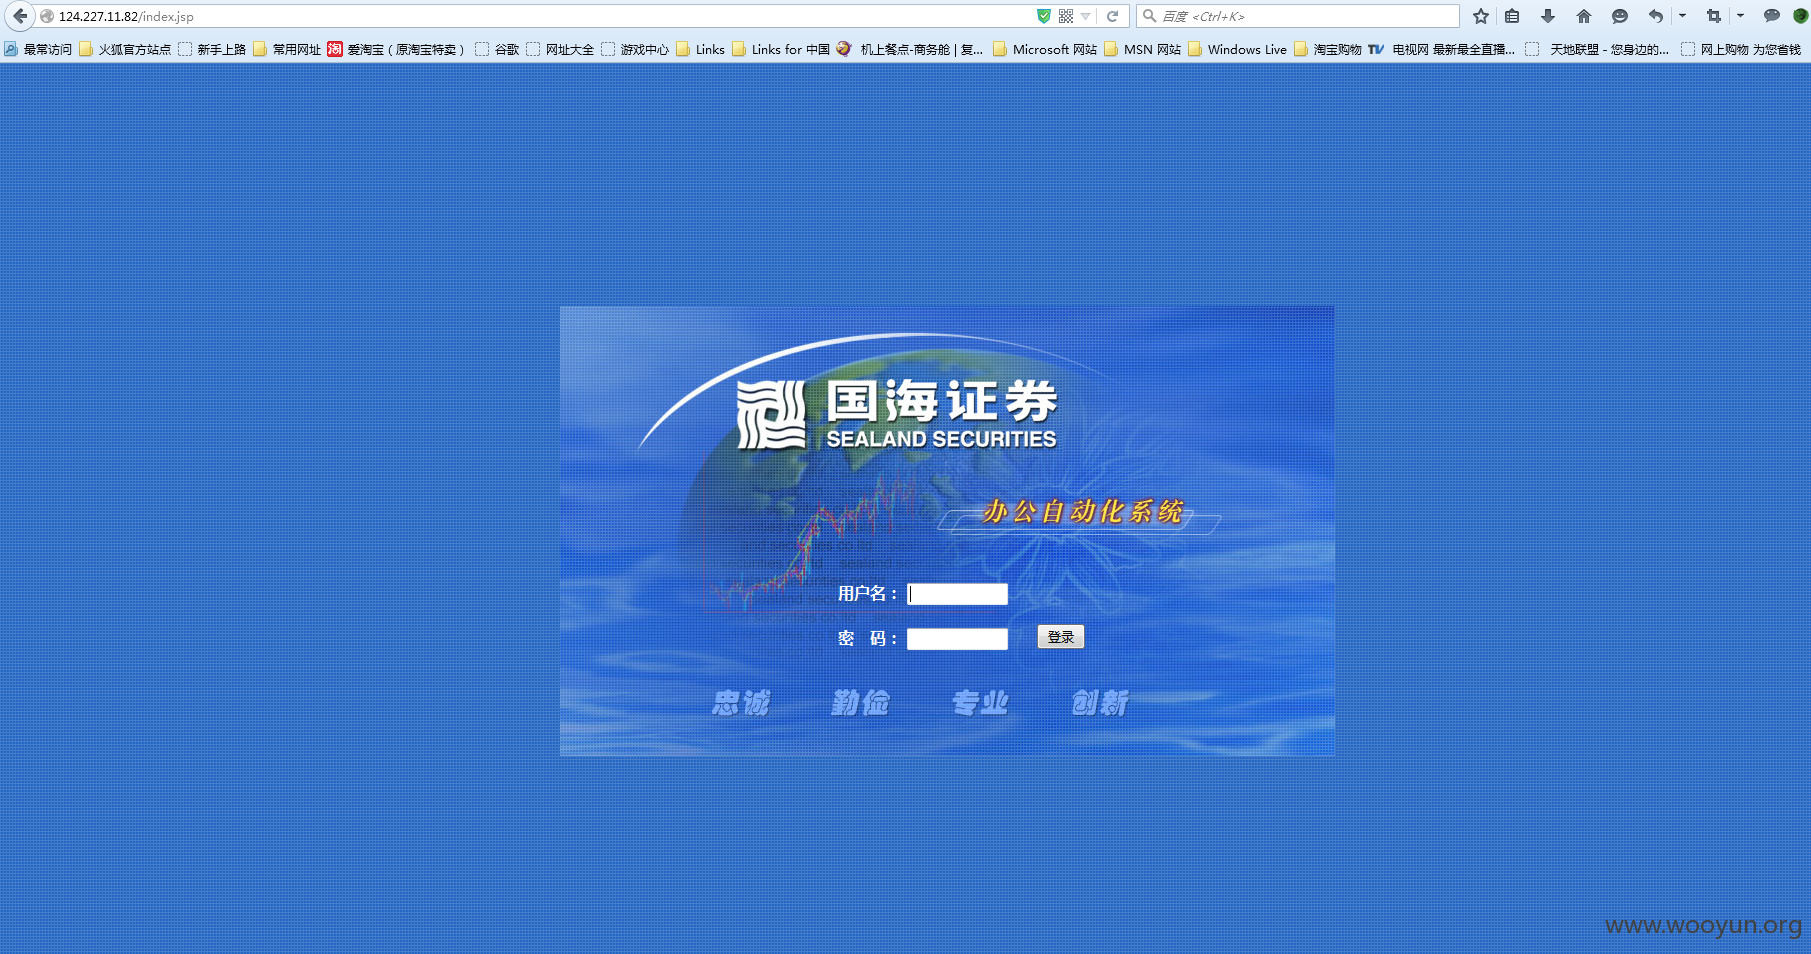 124.227.11.82/index.jsp
百度 <Ctrl+K>
最常访问 火狐官方站点 新手上路 常用网址 爱淘宝（原淘宝特卖） 谷歌 网址大全 游戏中心 Links Links for 中国 机上餐点-商务舱 | 复... Microsoft 网站 MSN 网站 Windows Live 淘宝购物 电视网 最新最全直播... 天地联盟 - 您身边的... 网上购物 为您省钱
国海证券
SEALAND SECURITIES
办公自动化系统
用户名：
密 码：
登录
忠诚 勤俭 专业 创新
www.wooyun.org